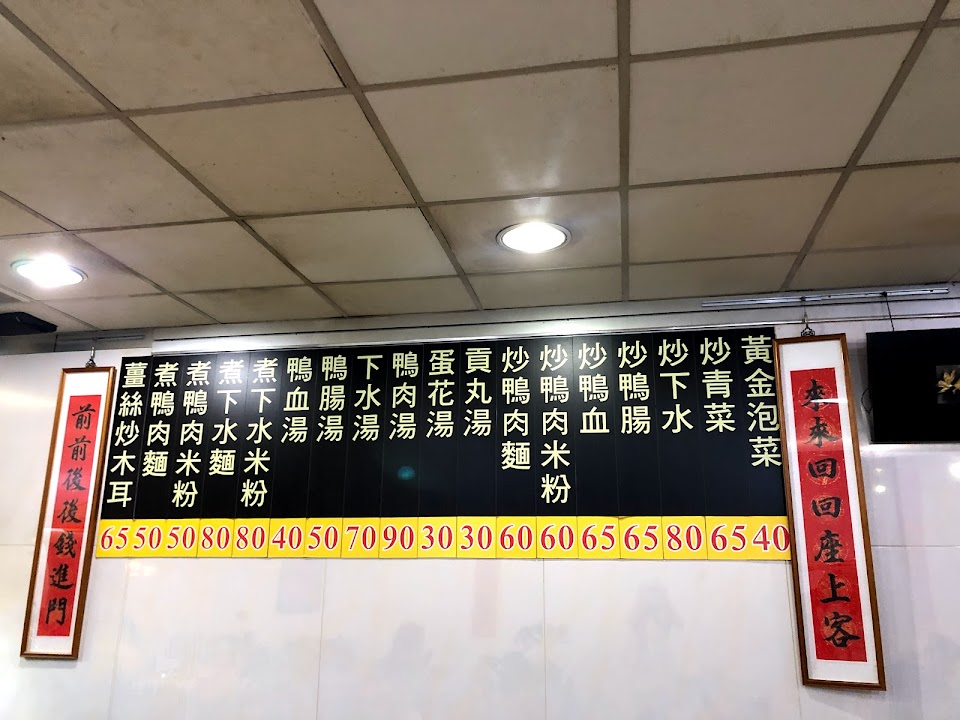 來來回回座上客
黃金泡菜 40
炒青菜 65
炒下水 80
炒鴨腸 65
炒鴨血 65
炒鴨肉米粉 60
炒鴨肉麵 60
貢丸湯 30
蛋花湯 30
鴨肉湯 90
下水湯 70
鴨腸湯 50
鴨血湯 40
煮下水米粉 80
煮下水麵 80
煮鴨肉米粉 50
煮鴨肉麵 50
薑絲炒木耳 65
前前後後錢進門